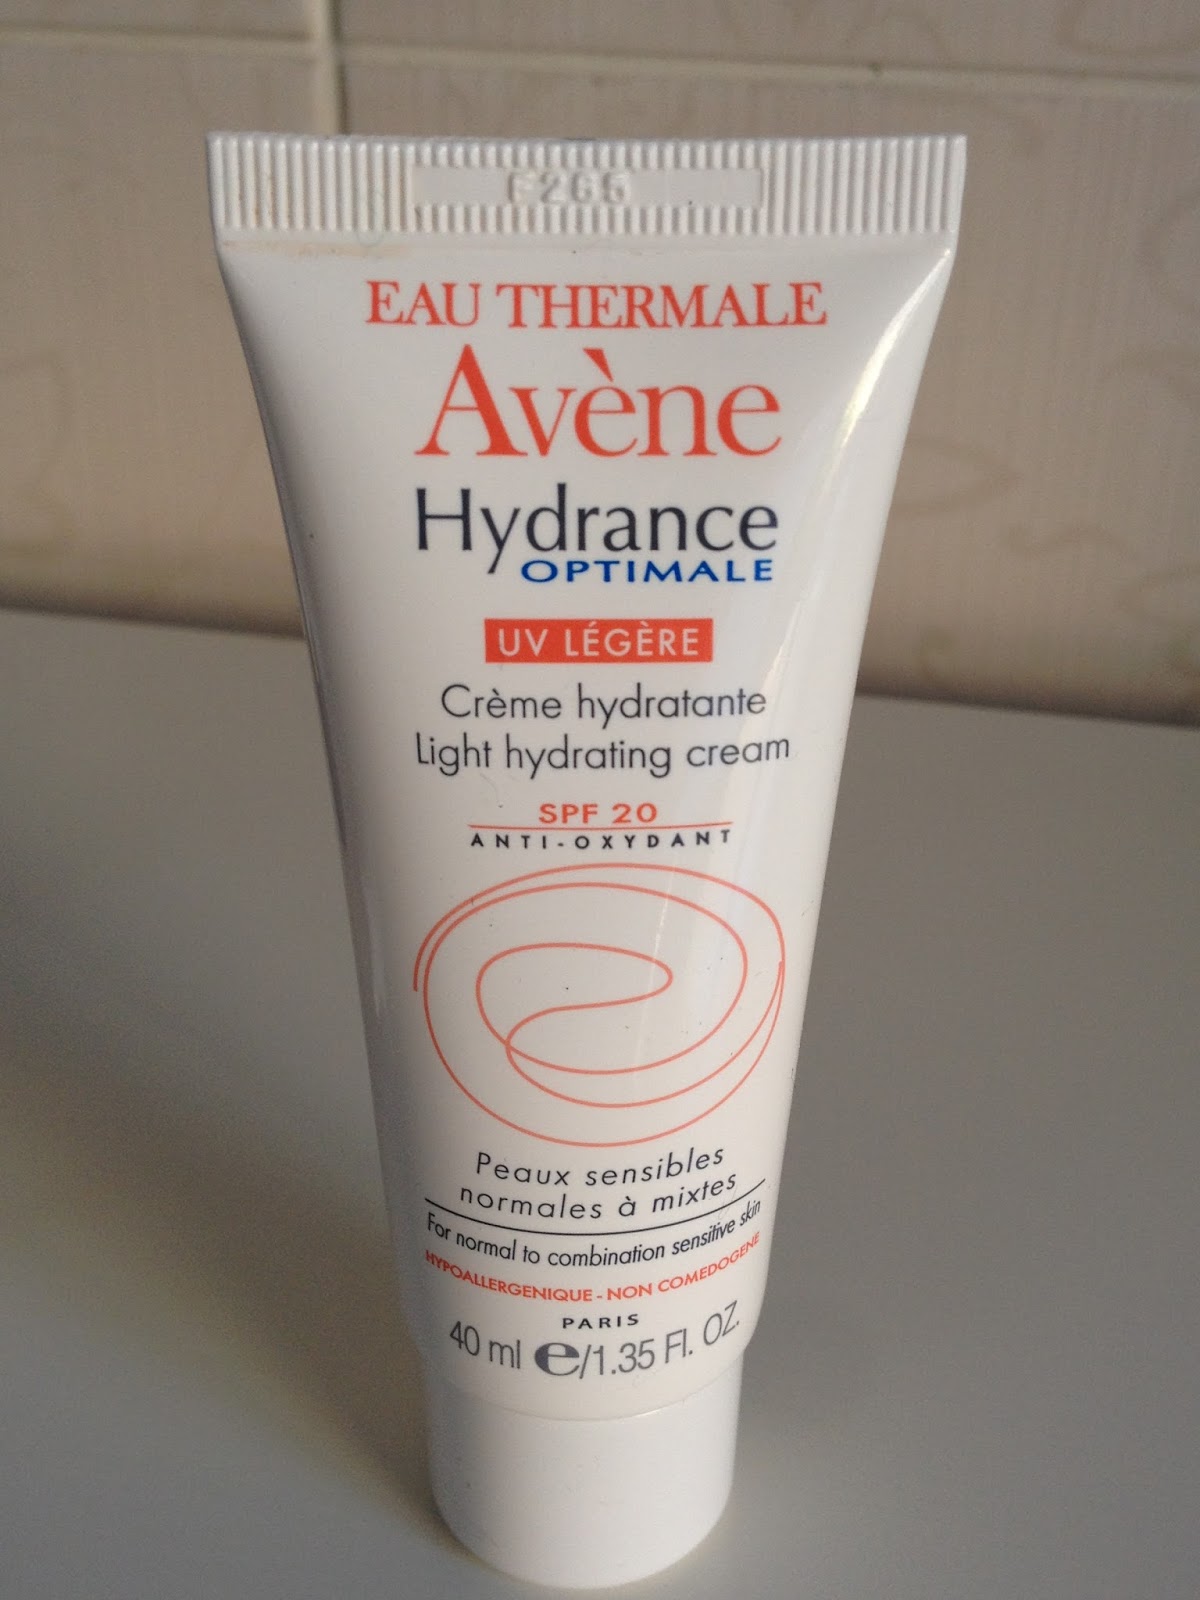 F265
EAU THERMALE
Avène
Hydrance
OPTIMALE
UV LÉGÈRE
Crème hydratante
Light hydrating cream
SPF 20
ANTI-OXYDANT
Peaux sensibles
normales à mixtes
For normal to combination sensitive skin
HYPOALLERGENIQUE - NON COMEDOGENE
PARIS
40 ml e/1.35 Fl. OZ.